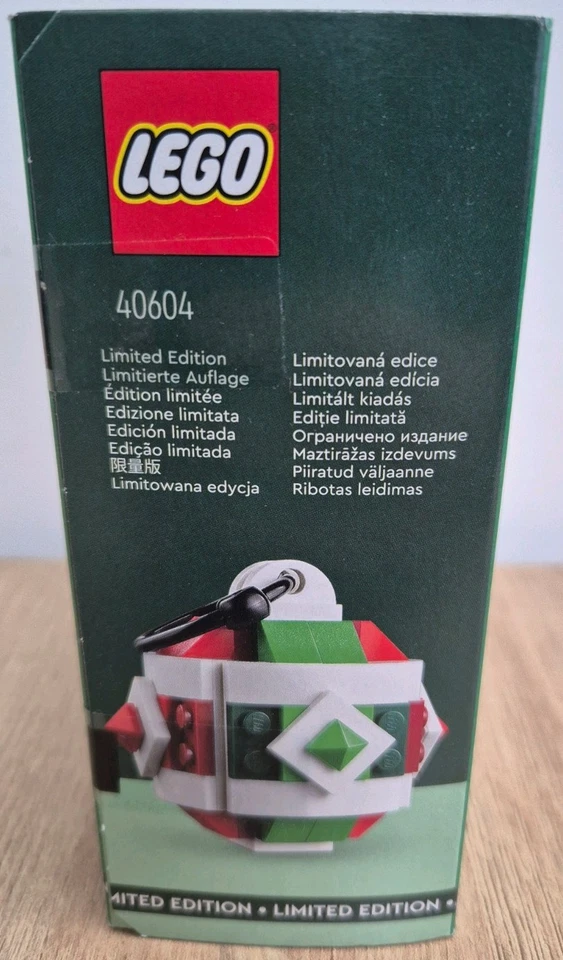 LEGO
40604
Limited Edition
Limitierte Auflage
Édition limitée
Edizione limitata
Edición limitada
Edição limitada
限量版
Limitowana edycja
Limitovaná edice
Limitovaná edícia
Limitált kiadás
Ediție limitată
Ограничено издание
Maztirāžas izdevums
Piiratud väljaanne
Ribotas leidimas
MITED EDITION • LIMITED EDITION •